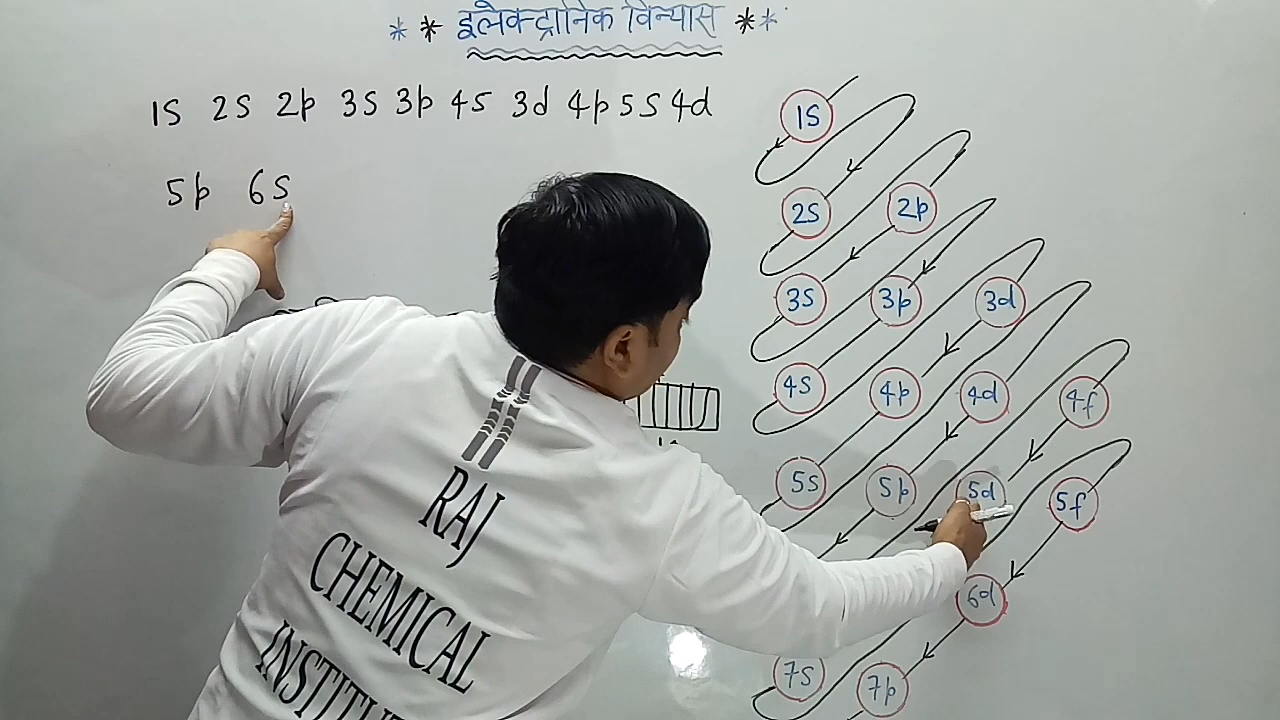 * * इलेक्ट्रानिक विन्यास * *
1S 2S 2p 3S 3p 4S 3d 4p 5S 4d
5p 6S
1S
2S 2p
3S 3p 3d
4S 4p 4d 4f
5S 5p 5d 5f
6d
7S 7p
RAJ
CHEMICAL